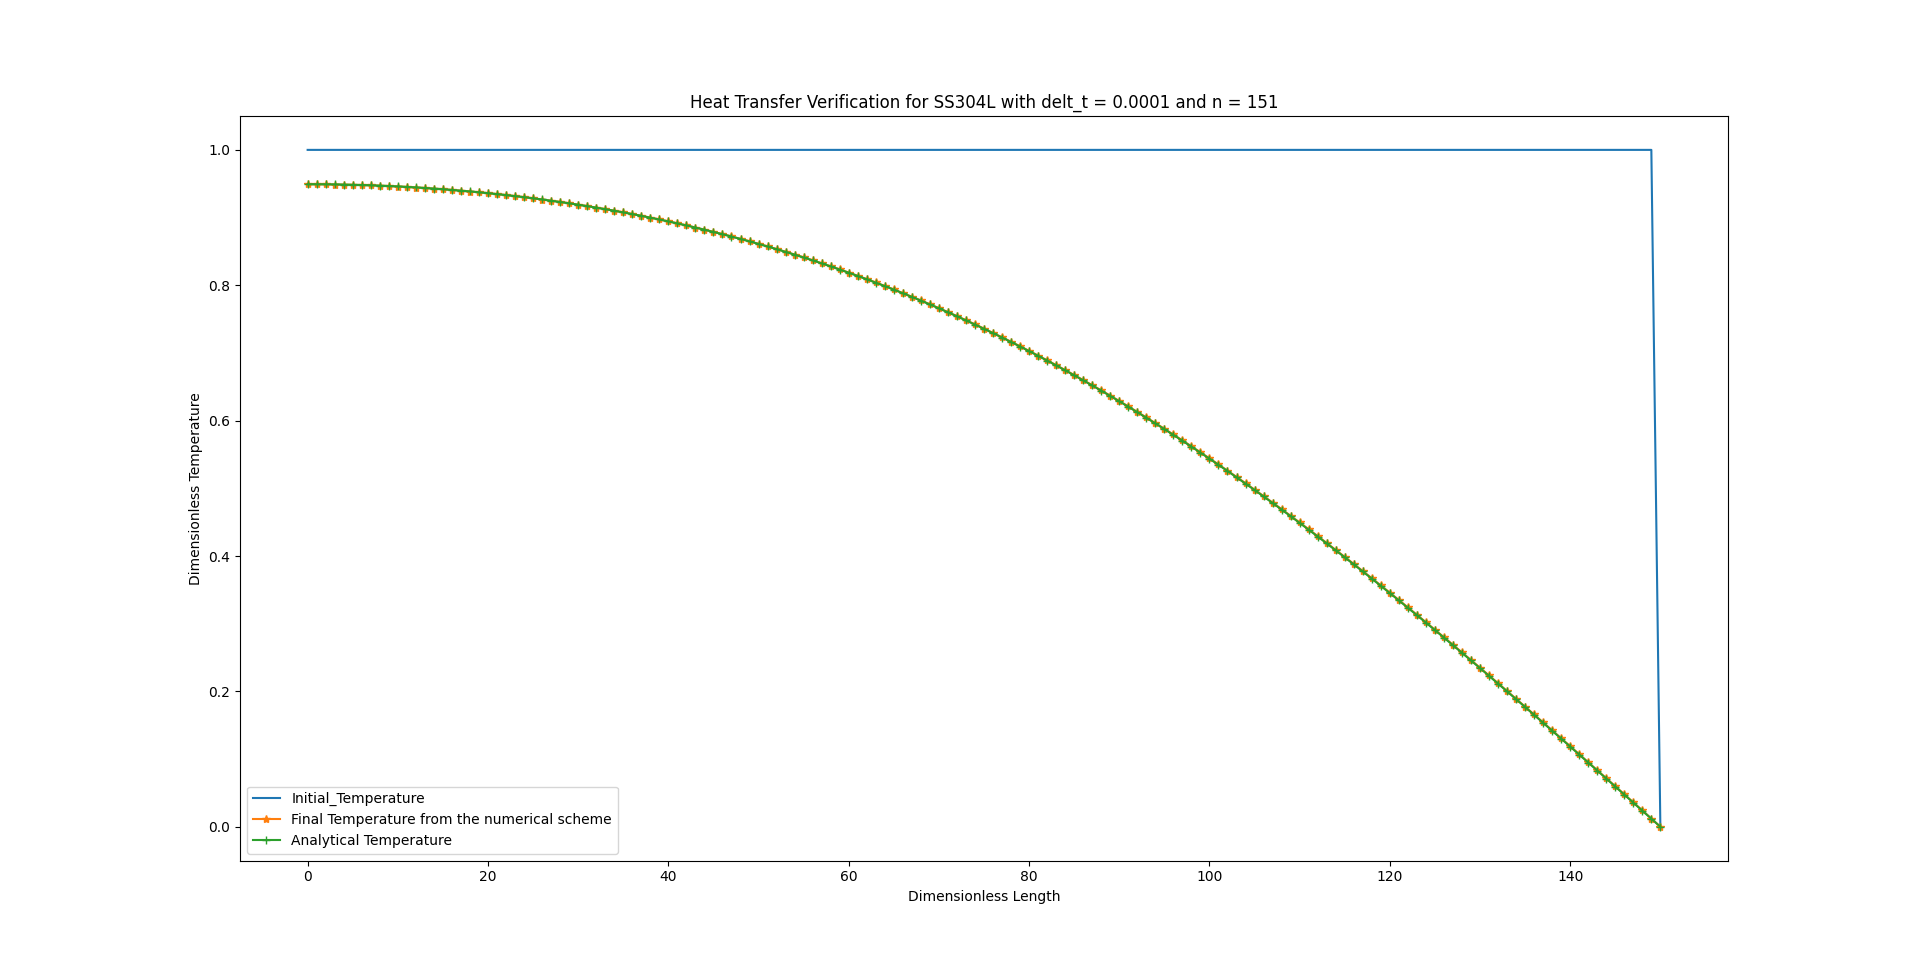 Heat Transfer Verification for SS304L with delt_t = 0.0001 and n = 151
1.0
0.8
0.6
0.4
0.2
0.0
Dimensionless Temperature
Initial_Temperature
Final Temperature from the numerical scheme
Analytical Temperature
0 20 40 60 80 100 120 140
Dimensionless Length